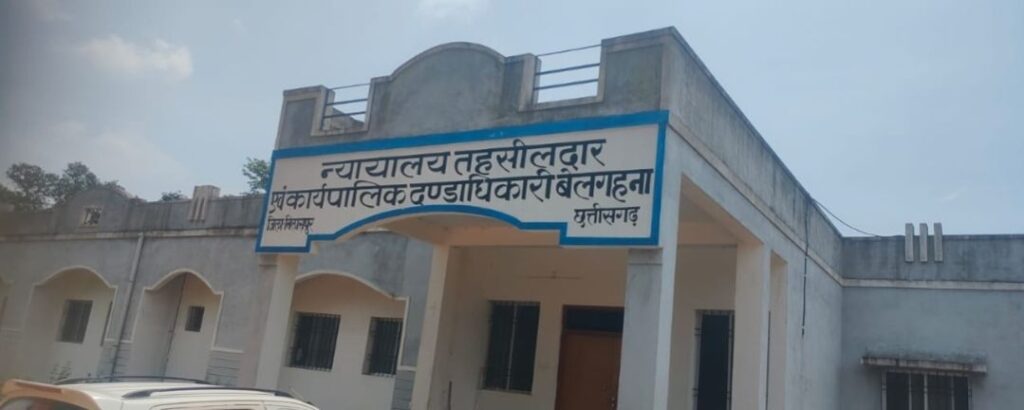 न्यायालय तहसीलदार
एवं कार्यपालिक दण्डाधिकारी बेलगहना
जिला बिलासपुर
छत्तीसगढ़